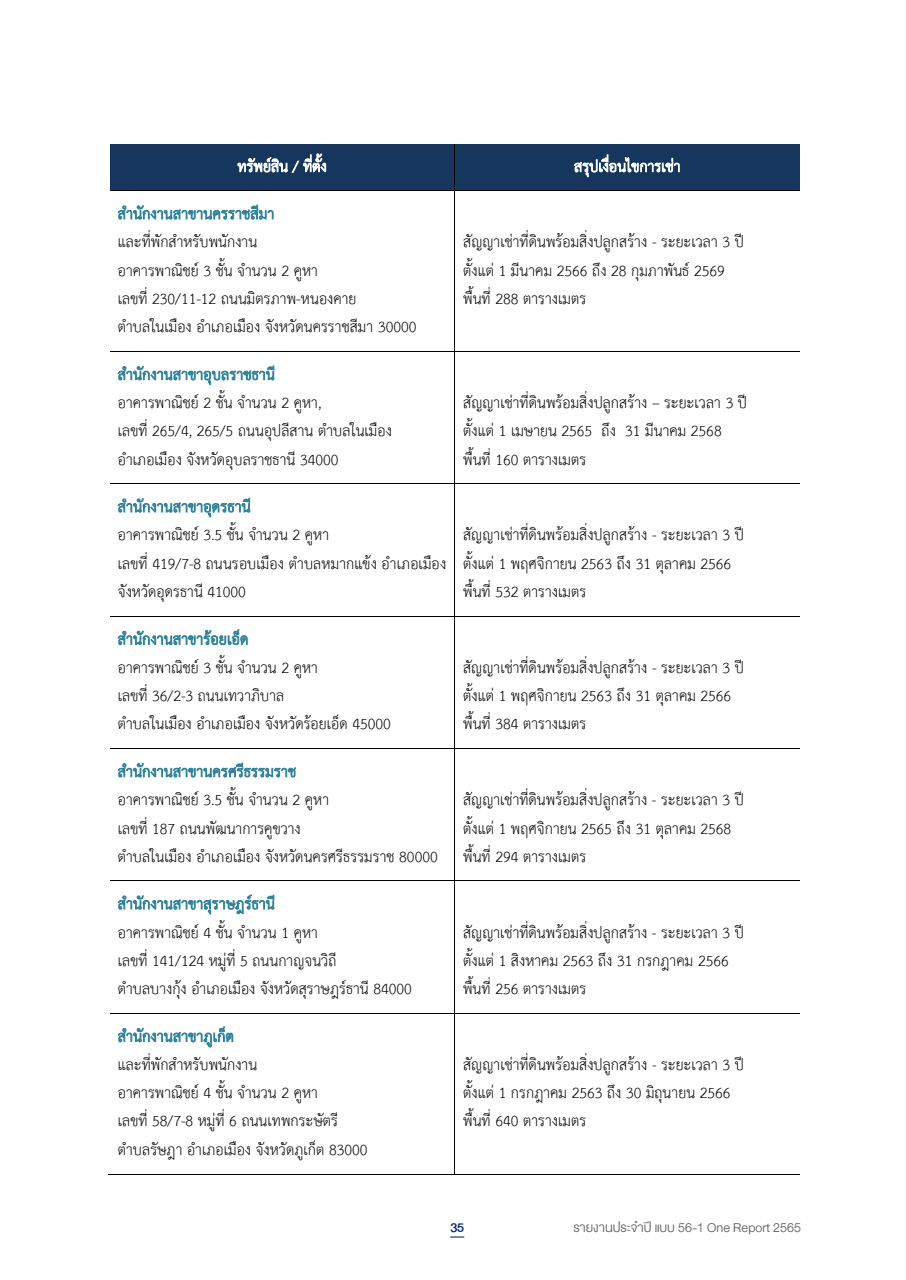 ทรัพย์สิน / ที่ตั้ง
สรุปเงื่อนไขการเช่า
สำนักงานสาขานครราชสีมา
และที่พักสำหรับพนักงาน
อาคารพาณิชย์ 3 ชั้น จำนวน 2 คูหา
เลขที่ 230/11-12 ถนนมิตรภาพ-หนองคาย
ตำบลในเมือง อำเภอเมือง จังหวัดนครราชสีมา 30000
สัญญาเช่าที่ดินพร้อมสิ่งปลูกสร้าง - ระยะเวลา 3 ปี
ตั้งแต่ 1 มีนาคม 2566 ถึง 28 กุมภาพันธ์ 2569
พื้นที่ 288 ตารางเมตร
สำนักงานสาขาอุบลราชธานี
อาคารพาณิชย์ 2 ชั้น จำนวน 2 คูหา,
เลขที่ 265/4, 265/5 ถนนอุปลีสาน ตำบลในเมือง
อำเภอเมือง จังหวัดอุบลราชธานี 34000
สัญญาเช่าที่ดินพร้อมสิ่งปลูกสร้าง – ระยะเวลา 3 ปี
ตั้งแต่ 1 เมษายน 2565  ถึง  31 มีนาคม 2568
พื้นที่ 160 ตารางเมตร
สำนักงานสาขาอุดรธานี
อาคารพาณิชย์ 3.5 ชั้น จำนวน 2 คูหา
เลขที่ 419/7-8 ถนนรอบเมือง ตำบลหมากแข้ง อำเภอเมือง
จังหวัดอุดรธานี 41000
สัญญาเช่าที่ดินพร้อมสิ่งปลูกสร้าง - ระยะเวลา 3 ปี
ตั้งแต่ 1 พฤศจิกายน 2563 ถึง 31 ตุลาคม 2566
พื้นที่ 532 ตารางเมตร
สำนักงานสาขาร้อยเอ็ด
อาคารพาณิชย์ 3 ชั้น จำนวน 2 คูหา
เลขที่ 36/2-3 ถนนเทวาภิบาล
ตำบลในเมือง อำเภอเมือง จังหวัดร้อยเอ็ด 45000
สัญญาเช่าที่ดินพร้อมสิ่งปลูกสร้าง - ระยะเวลา 3 ปี
ตั้งแต่ 1 พฤศจิกายน 2563 ถึง 31 ตุลาคม 2566
พื้นที่ 384 ตารางเมตร
สำนักงานสาขานครศรีธรรมราช
อาคารพาณิชย์ 3.5 ชั้น จำนวน 2 คูหา
เลขที่ 187 ถนนพัฒนาการคูขวาง
ตำบลในเมือง อำเภอเมือง จังหวัดนครศรีธรรมราช 80000
สัญญาเช่าที่ดินพร้อมสิ่งปลูกสร้าง - ระยะเวลา 3 ปี
ตั้งแต่ 1 พฤศจิกายน 2565 ถึง 31 ตุลาคม 2568
พื้นที่ 294 ตารางเมตร
สำนักงานสาขาสุราษฎร์ธานี
อาคารพาณิชย์ 4 ชั้น จำนวน 1 คูหา
เลขที่ 141/124 หมู่ที่ 5 ถนนกาญจนวิถี
ตำบลบางกุ้ง อำเภอเมือง จังหวัดสุราษฎร์ธานี 84000
สัญญาเช่าที่ดินพร้อมสิ่งปลูกสร้าง - ระยะเวลา 3 ปี
ตั้งแต่ 1 สิงหาคม 2563 ถึง 31 กรกฎาคม 2566
พื้นที่ 256 ตารางเมตร
สำนักงานสาขาภูเก็ต
และที่พักสำหรับพนักงาน
อาคารพาณิชย์ 4 ชั้น จำนวน 2 คูหา
เลขที่ 58/7-8 หมู่ที่ 6 ถนนเทพกระษัตรี
ตำบลรัษฎา อำเภอเมือง จังหวัดภูเก็ต 83000
สัญญาเช่าที่ดินพร้อมสิ่งปลูกสร้าง - ระยะเวลา 3 ปี
ตั้งแต่ 1 กรกฎาคม 2563 ถึง 30 มิถุนายน 2566
พื้นที่ 640 ตารางเมตร
35
รายงานประจำปี แบบ 56-1 One Report 2565